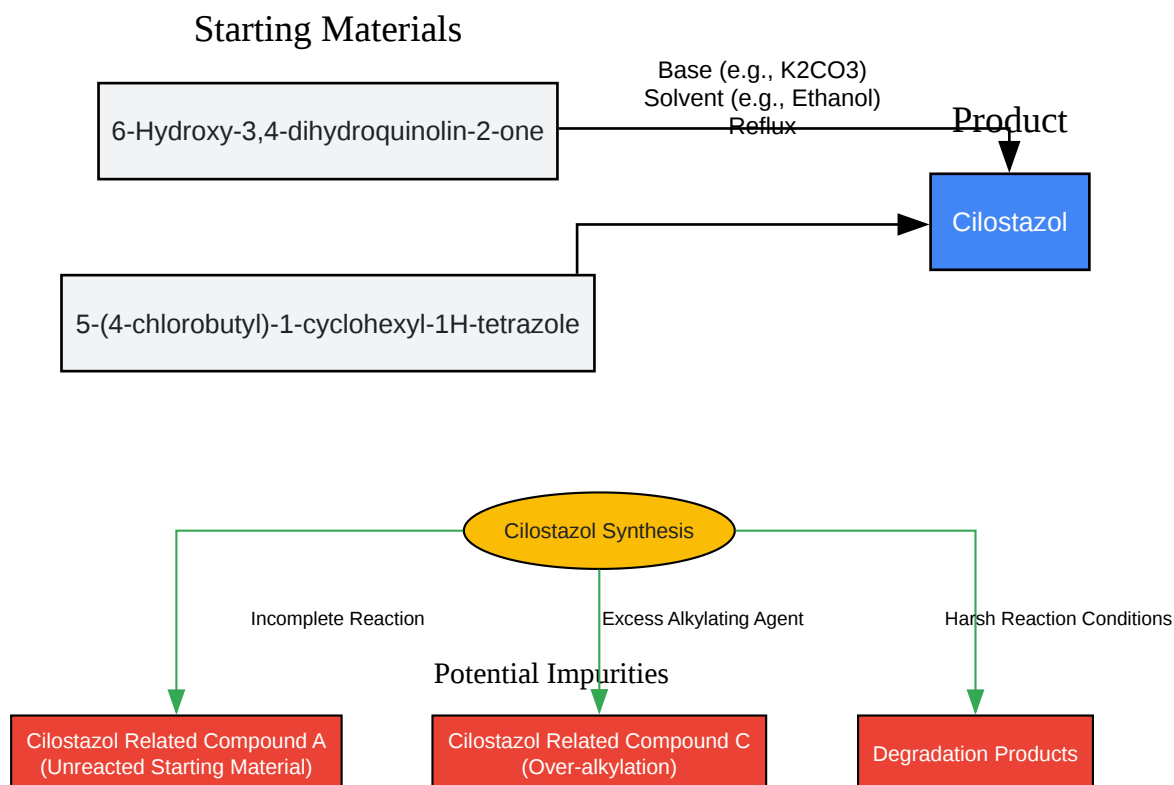 Starting Materials
Base (e.g., K2CO3)
Solvent (e.g., Ethanol)
Reflux
6-Hydroxy-3,4-dihydroquinolin-2-one
Product
Cilostazol
5-(4-chlorobutyl)-1-cyclohexyl-1H-tetrazole
Cilostazol Synthesis
Incomplete Reaction
Excess Alkylating Agent
Harsh Reaction Conditions
Potential Impurities
Cilostazol Related Compound A
(Unreacted Starting Material)
Cilostazol Related Compound C
(Over-alkylation)
Degradation Products